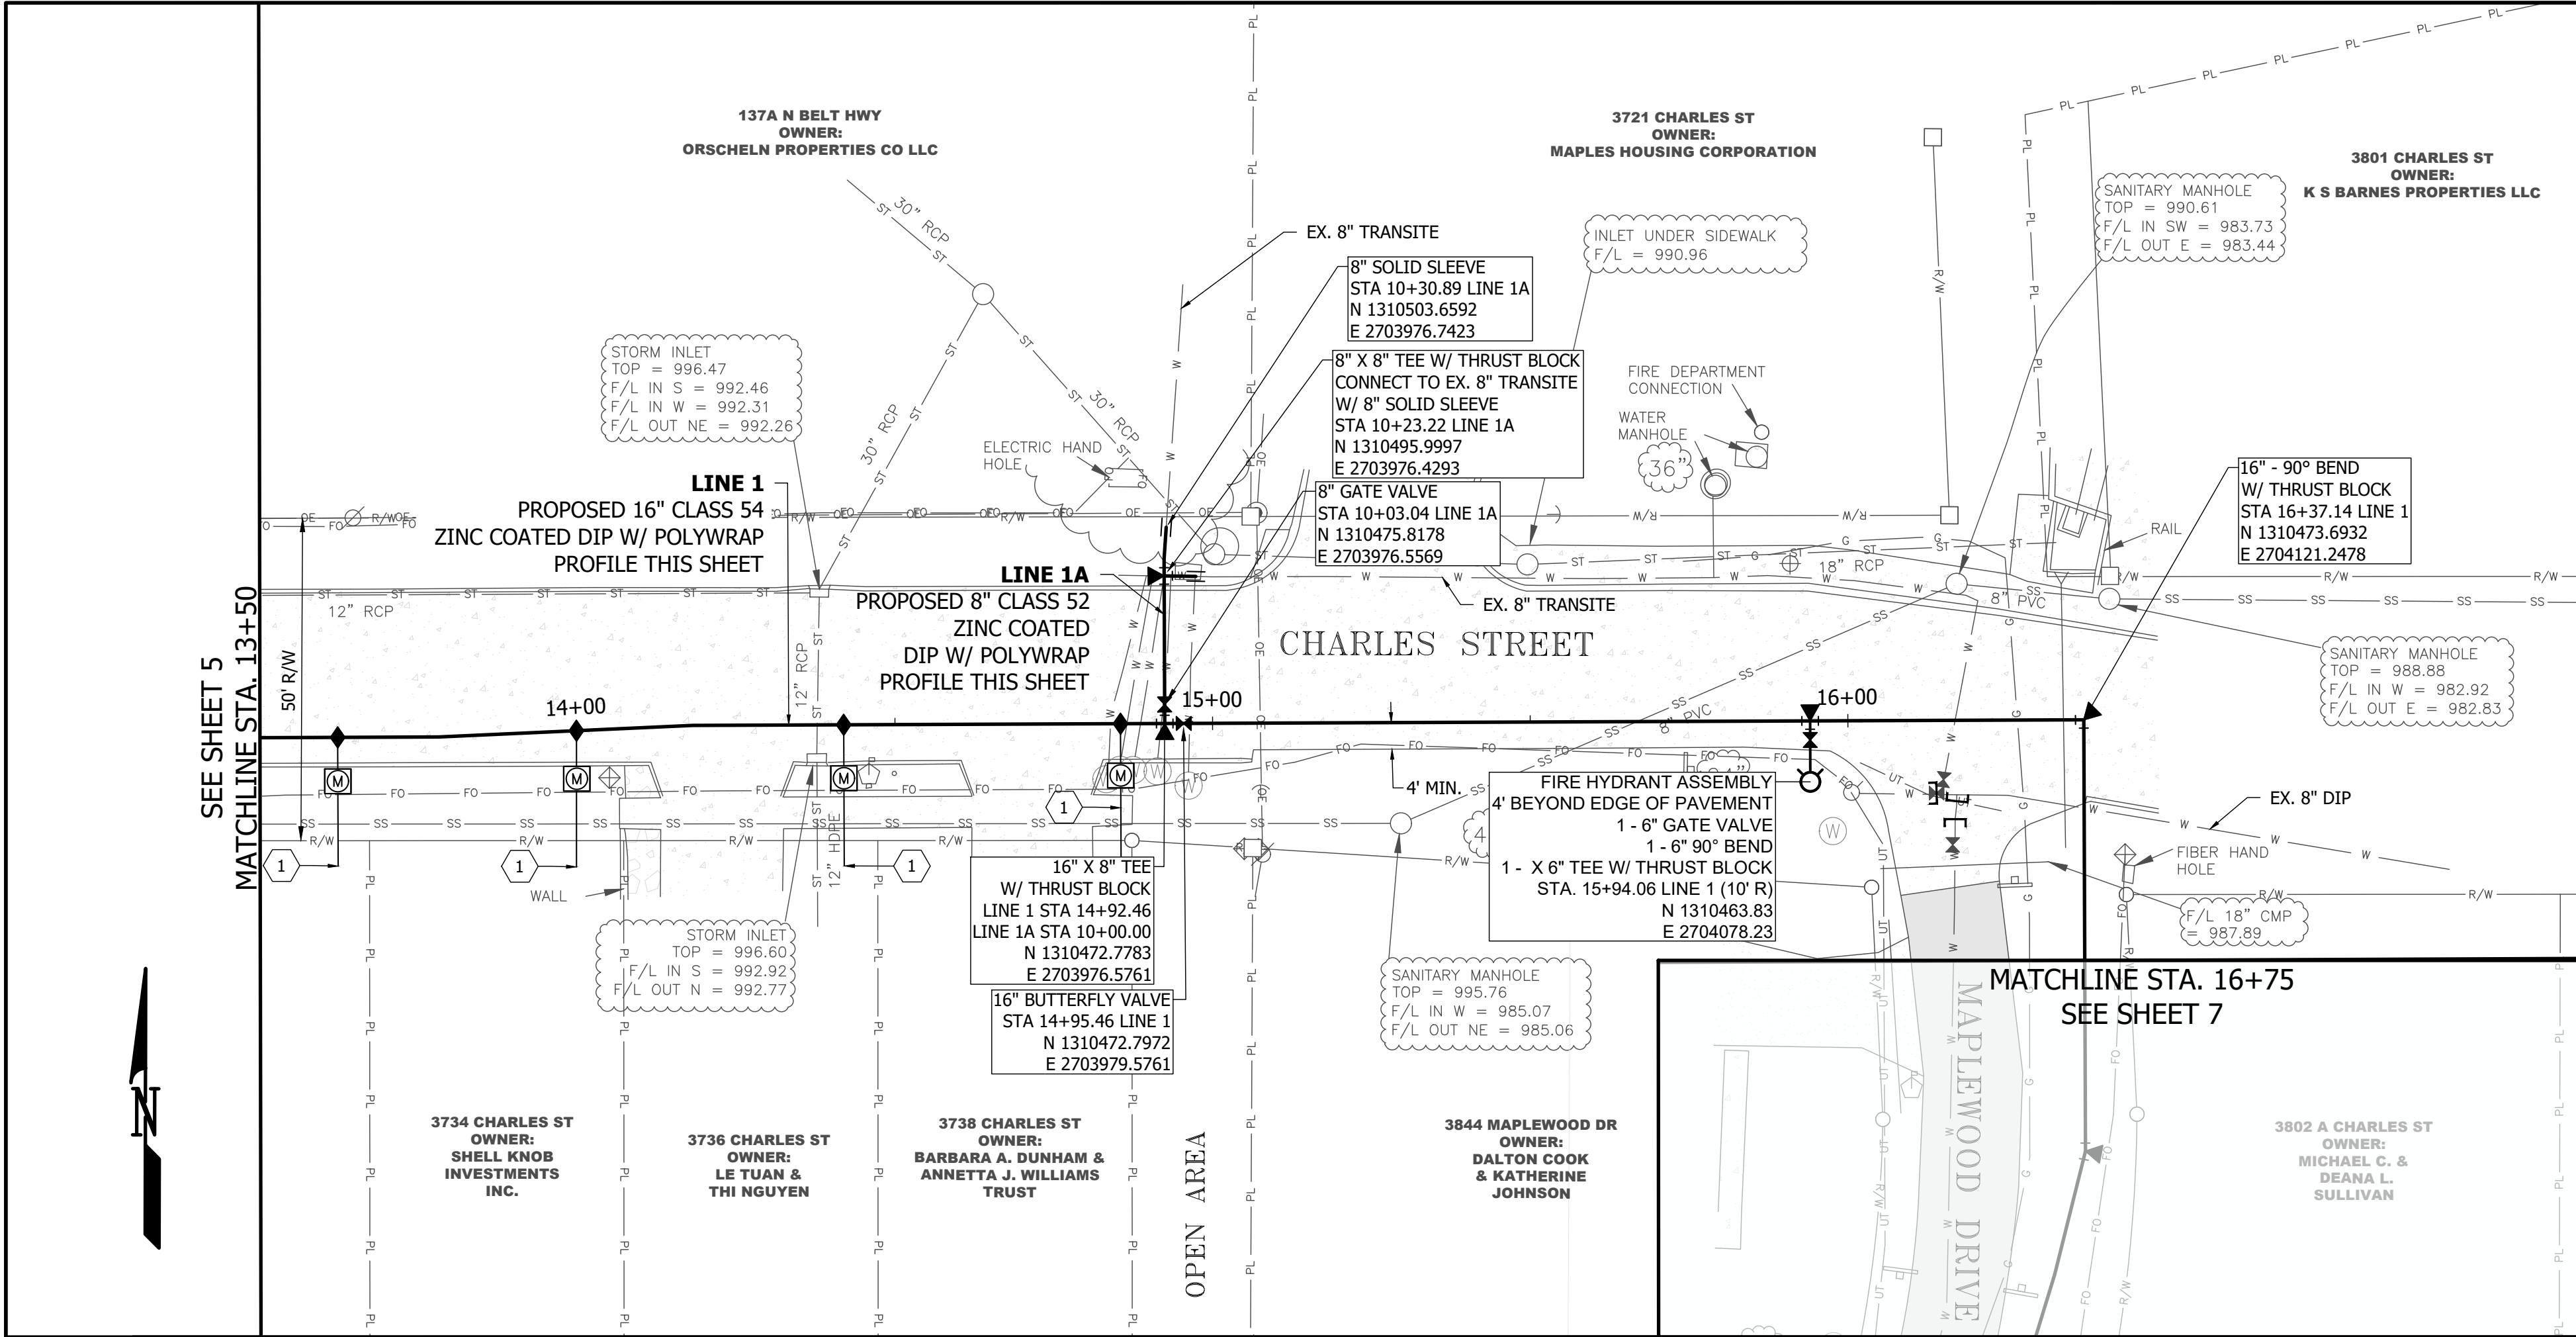 137A N BELT HWY
OWNER:
ORSCHELN PROPERTIES CO LLC
3721 CHARLES ST
OWNER:
MAPLES HOUSING CORPORATION
3801 CHARLES ST
OWNER:
K S BARNES PROPERTIES LLC
SANITARY MANHOLE
TOP = 990.61
F/L IN SW = 983.73
F/L OUT E = 983.44
EX. 8" TRANSITE
INLET UNDER SIDEWALK
F/L = 990.96
8" SOLID SLEEVE
STA 10+30.89 LINE 1A
N 1310503.6592
E 2703976.7423
8" X 8" TEE W/ THRUST BLOCK
CONNECT TO EX. 8" TRANSITE
W/ 8" SOLID SLEEVE
STA 10+23.22 LINE 1A
N 1310495.9997
E 2703976.4293
8" GATE VALVE
STA 10+03.04 LINE 1A
N 1310475.8178
E 2703976.5569
STORM INLET
TOP = 996.47
F/L IN S = 992.46
F/L IN W = 992.31
F/L OUT NE = 992.26
30" RCP
30" RCP
30" RCP
ELECTRIC HAND
HOLE
FIRE DEPARTMENT
CONNECTION
WATER
MANHOLE
36"
16" - 90° BEND
W/ THRUST BLOCK
STA 16+37.14 LINE 1
N 1310473.6932
E 2704121.2478
RAIL
LINE 1
PROPOSED 16" CLASS 54
ZINC COATED DIP W/ POLYWRAP
PROFILE THIS SHEET
LINE 1A
PROPOSED 8" CLASS 52
ZINC COATED
DIP W/ POLYWRAP
PROFILE THIS SHEET
12" RCP
12" RCP
18" RCP
8" PVC
EX. 8" TRANSITE
CHARLES STREET
SANITARY MANHOLE
TOP = 988.88
F/L IN W = 982.92
F/L OUT E = 982.83
SEE SHEET 5
MATCHLINE STA. 13+50
50' R/W
14+00
15+00
16+00
8" PVC
4' MIN.
FIRE HYDRANT ASSEMBLY
4' BEYOND EDGE OF PAVEMENT
1 - 6" GATE VALVE
1 - 6" 90° BEND
1 - X 6" TEE W/ THRUST BLOCK
STA. 15+94.06 LINE 1 (10' R)
N 1310463.83
E 2704078.23
EX. 8" DIP
FIBER HAND
HOLE
F/L 18" CMP
= 987.89
1
1
1
1
M
M
M
M
WALL
12" HDPE
16" X 8" TEE
W/ THRUST BLOCK
LINE 1 STA 14+92.46
LINE 1A STA 10+00.00
N 1310472.7783
E 2703976.5761
16" BUTTERFLY VALVE
STA 14+95.46 LINE 1
N 1310472.7972
E 2703979.5761
STORM INLET
TOP = 996.60
F/L IN S = 992.92
F/L OUT N = 992.77
SANITARY MANHOLE
TOP = 995.76
F/L IN W = 985.07
F/L OUT NE = 985.06
MATCHLINE STA. 16+75
SEE SHEET 7
N
3734 CHARLES ST
OWNER:
SHELL KNOB
INVESTMENTS
INC.
3736 CHARLES ST
OWNER:
LE TUAN &
THI NGUYEN
3738 CHARLES ST
OWNER:
BARBARA A. DUNHAM &
ANNETTA J. WILLIAMS
TRUST
OPEN AREA
3844 MAPLEWOOD DR
OWNER:
DALTON COOK
& KATHERINE
JOHNSON
MAPLEWOOD DRIVE
3802 A CHARLES ST
OWNER:
MICHAEL C. &
DEANA L.
SULLIVAN